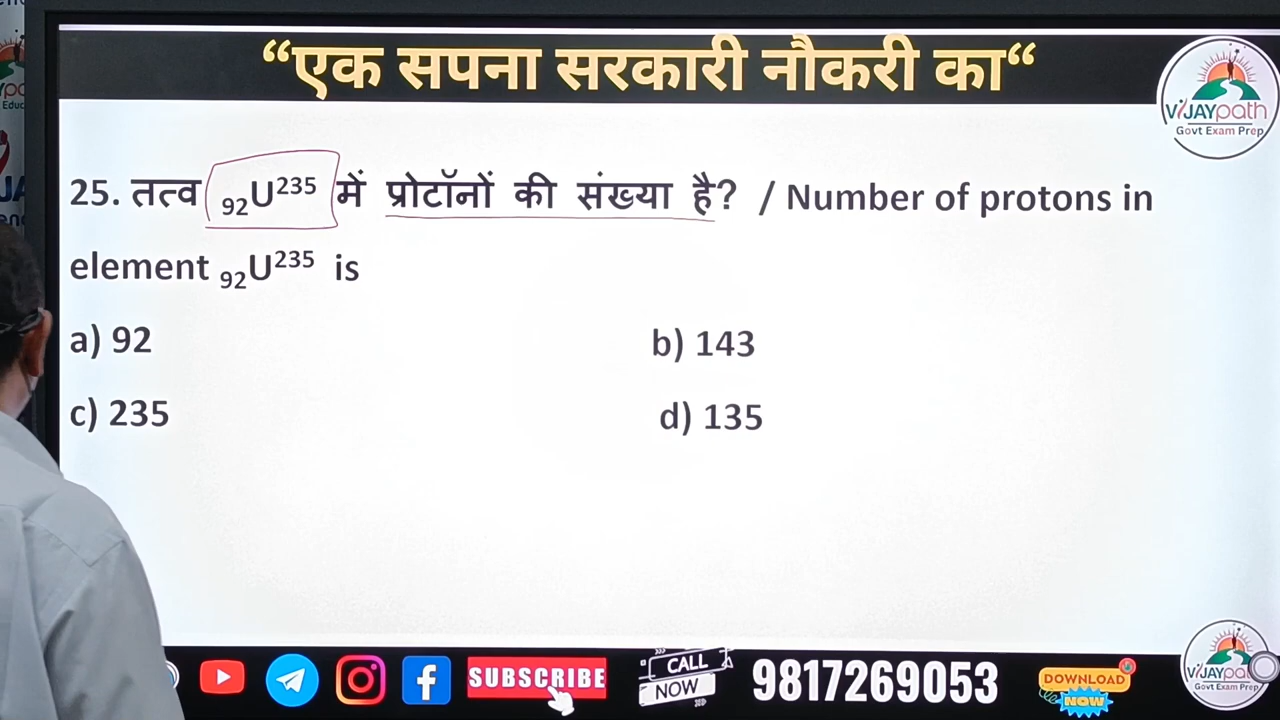 “एक सपना सरकारी नौकरी का“
VIJAYpath
Govt Exam Prep
25. तत्व ₉₂U²³⁵ में प्रोटॉनों की संख्या है? / Number of protons in
element ₉₂U²³⁵ is
a) 92 b) 143
c) 235 d) 135
SUBSCRIBE
CALL
NOW
9817269053
DOWNLOAD
NOW
VIJAYpath
Govt Exam Prep